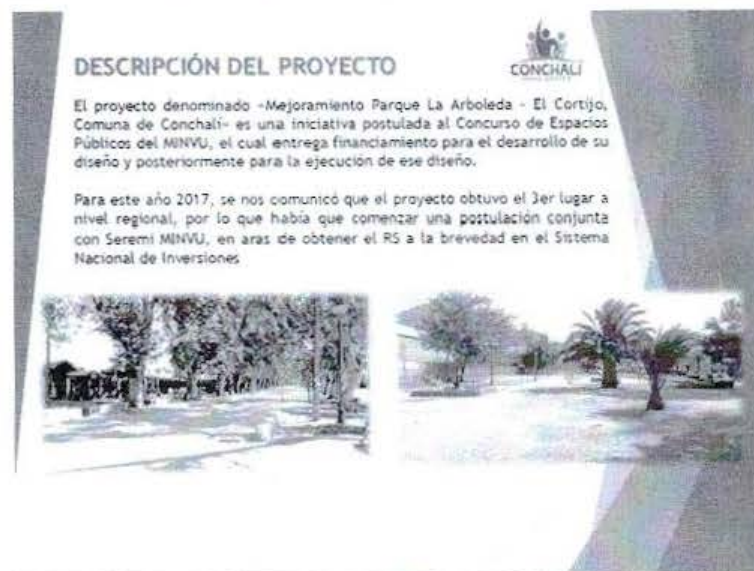 DESCRIPCIÓN DEL PROYECTO
CONCHALÍ
El proyecto denominado -Mejoramiento Parque La Arboleda - El Cortijo,
Comuna de Conchalí- es una iniciativa postulada al Concurso de Espacios
Públicos del MINVU, el cual entrega financiamiento para el desarrollo de su
diseño y posteriormente para la ejecución de ese diseño.
Para este año 2017, se nos comunicó que el proyecto obtuvo el 3er lugar a
nivel regional, por lo que había que comenzar una postulación conjunta
con Seremi MINVU, en aras de obtener el RS a la brevedad en el Sistema
Nacional de Inversiones